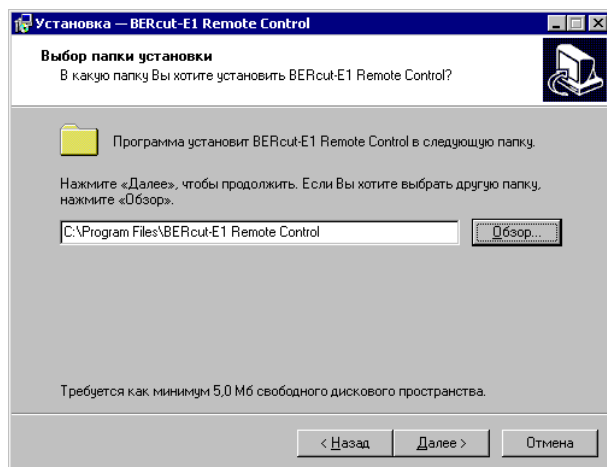 Установка — BERcut-E1 Remote Control
Выбор папки установки
В какую папку Вы хотите установить BERcut-E1 Remote Control?
Программа установит BERcut-E1 Remote Control в следующую папку.
Нажмите «Далее», чтобы продолжить. Если Вы хотите выбрать другую папку,
нажмите «Обзор».
C:\Program Files\BERcut-E1 Remote Control
Обзор...
Требуется как минимум 5,0 Мб свободного дискового пространства.
< Назад
Далее >
Отмена